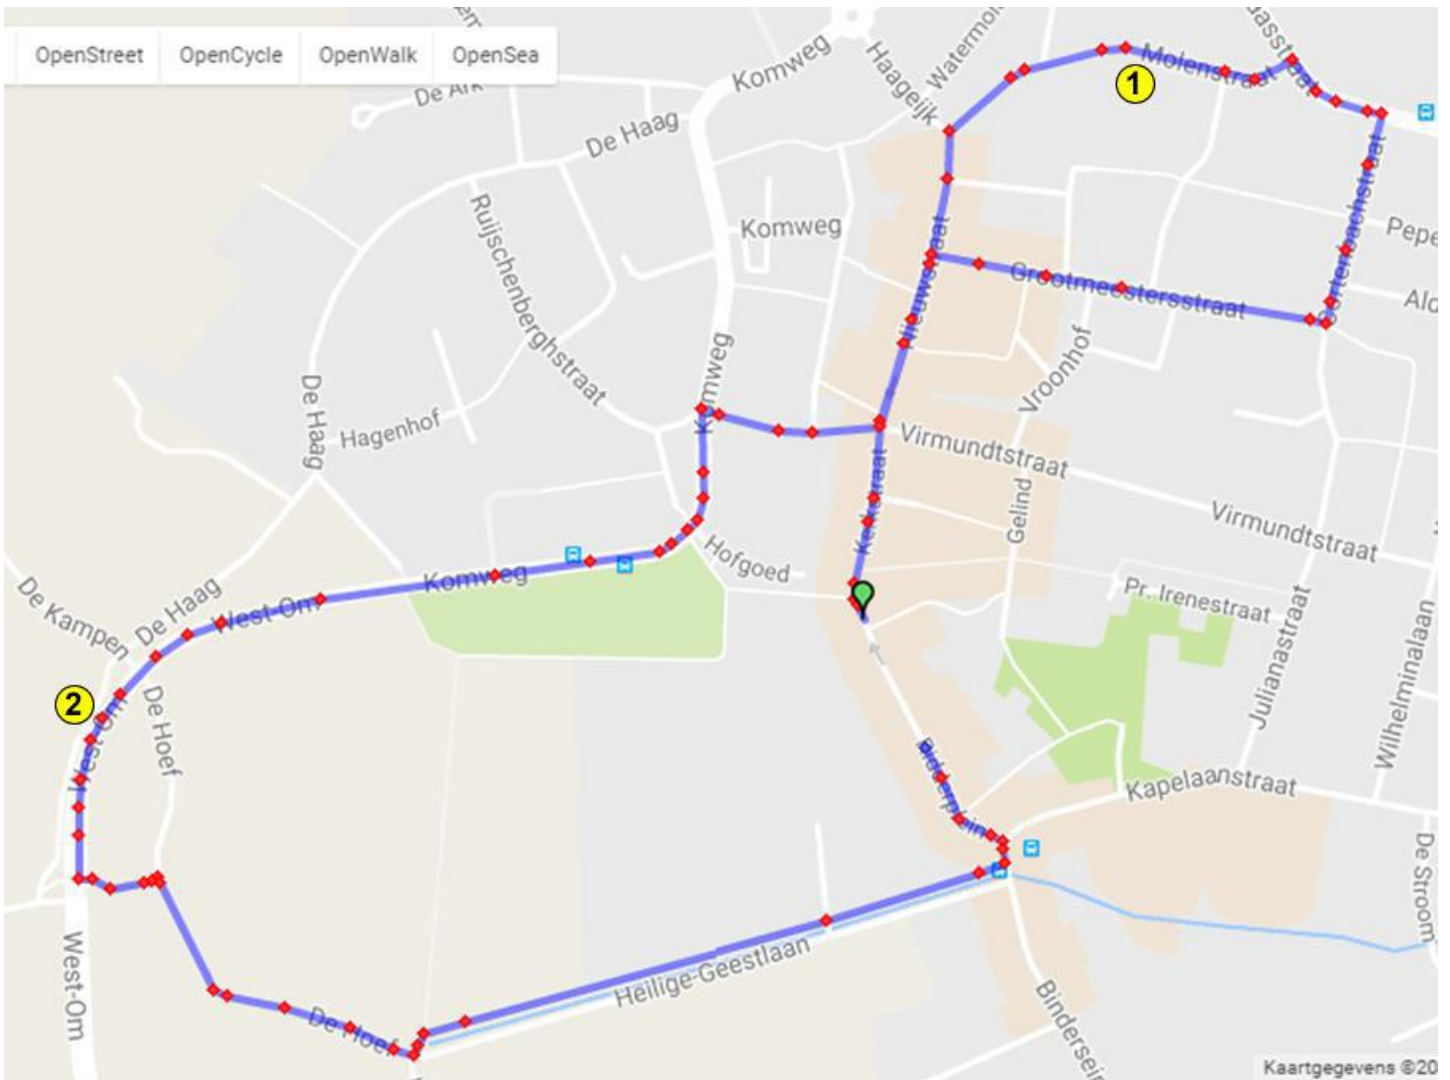 OpenStreet
OpenCycle
OpenWalk
OpenSea
De Ark
De Haag
Komweg
Haageijk
Molenstraat
1
Ruijschenberghstraat
Komweg
Nieuwstraat
Grootmeestersstraat
Pepe
De Haag
Hagenhof
Komweg
Vroonhof
Virmundtstraat
Kerkstraat
Gelind
Virmundtstraat
Hofgoed
Komweg
West-Om
De Haag
De Kampen
Pr. Irenestraat
Julianastraat
Wilhelminalaan
2
West-Om
De Hoef
Kapelaanstraat
De Stroom
Heilige-Geestlaan
West-Om
De Hoef
Kaartgegevens ©20